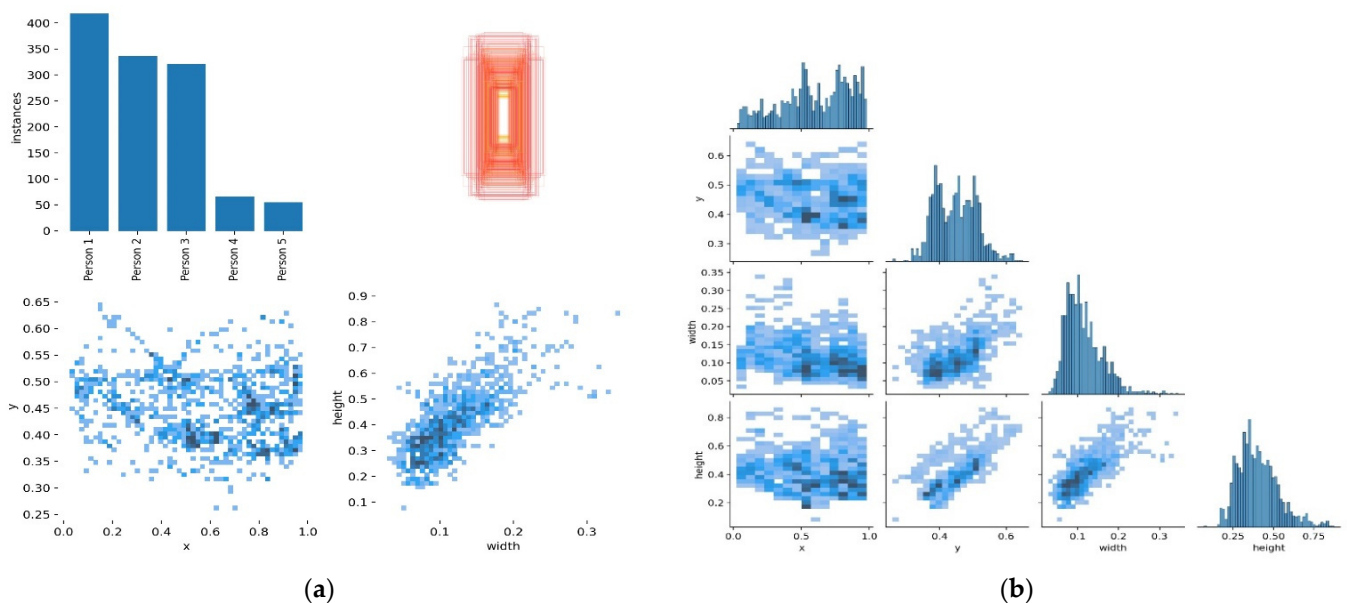 400
350
300
250
200
150
100
50
0
instances
Person 1
Person 2
Person 3
Person 4
Person 5
0.65
0.60
0.55
0.50
0.45
0.40
0.35
0.30
0.25
y
0.0 0.2 0.4 0.6 0.8 1.0
x
0.9
0.8
0.7
0.6
0.5
0.4
0.3
0.2
0.1
height
0.1 0.2 0.3
width
(a)
0.6
0.5
0.4
0.3
y
0.35
0.30
0.25
0.20
0.15
0.10
0.05
width
0.8
0.6
0.4
0.2
height
0.0 0.5 1.0
x
0.4 0.6
y
0.1 0.2 0.3
width
0.25 0.50 0.75
height
(b)